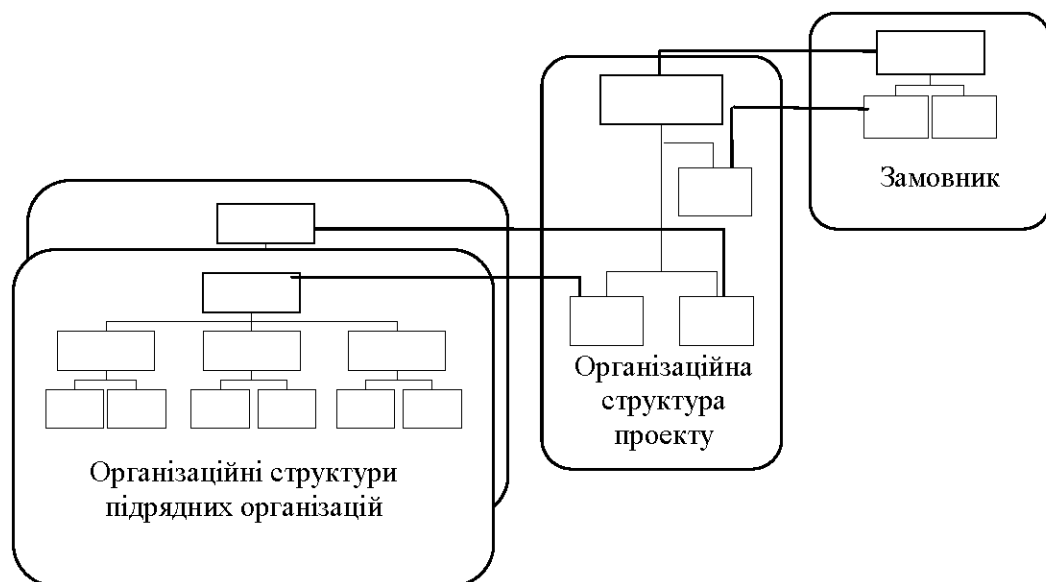 Замовник
Організаційна
структура
проекту
Організаційні структури
підрядних організацій